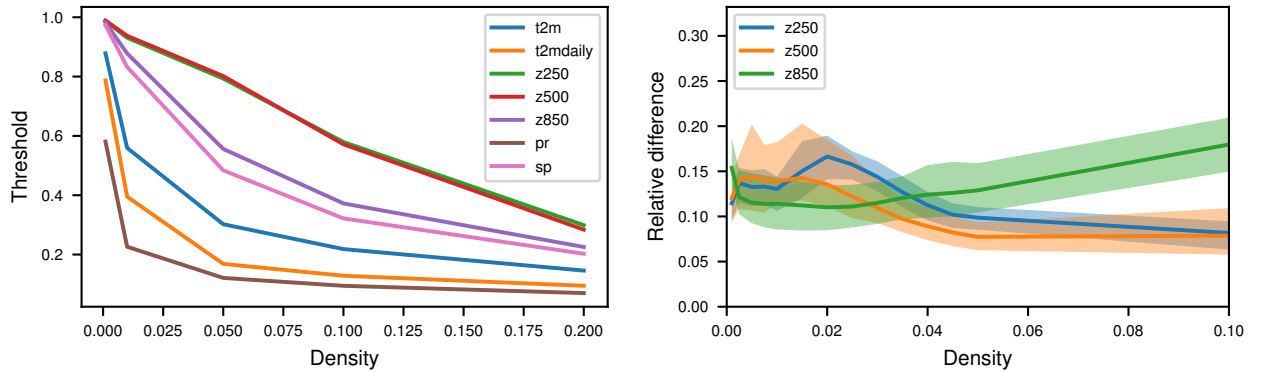 1.0
0.8
0.6
0.4
0.2
Threshold
t2m
t2mdaily
z250
z500
z850
pr
sp
0.000 0.025 0.050 0.075 0.100 0.125 0.150 0.175 0.200
Density
0.30
0.25
0.20
0.15
0.10
0.05
0.00
Relative difference
z250
z500
z850
0.00 0.02 0.04 0.06 0.08 0.10
Density